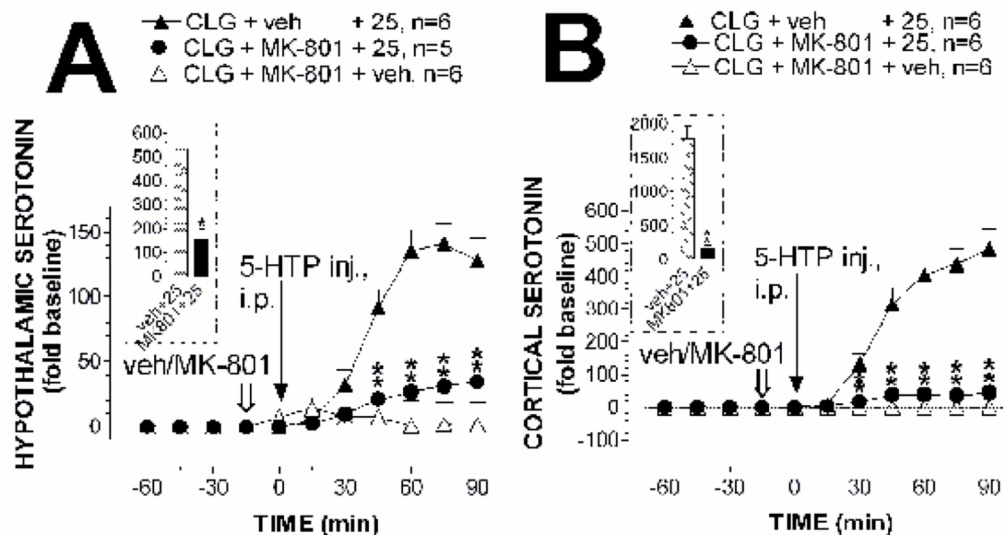 A
CLG + veh + 25, n=6
CLG + MK-801 + 25, n=5
CLG + MK-801 + veh, n=6
HYPOTHALAMIC SEROTONIN
(fold baseline)
600
500
400
300
200
100
0
*
veh+25
MK801+25
150
100
50
0
5-HTP inj.,
i.p.
veh/MK-801
* * * *
* * * *
-60 -30 0 30 60 90
TIME (min)
B
CLG + veh + 25, n=6
CLG + MK-801 + 25, n=6
CLG + MK-801 + veh, n=6
CORTICAL SEROTONIN
(fold baseline)
2000
1500
1000
500
0
*
veh+25
MK801+25
600
500
400
300
200
100
0
-100
5-HTP inj.,
i.p.
veh/MK-801
* * * * *
* * * * *
-60 -30 0 30 60 90
TIME (min)